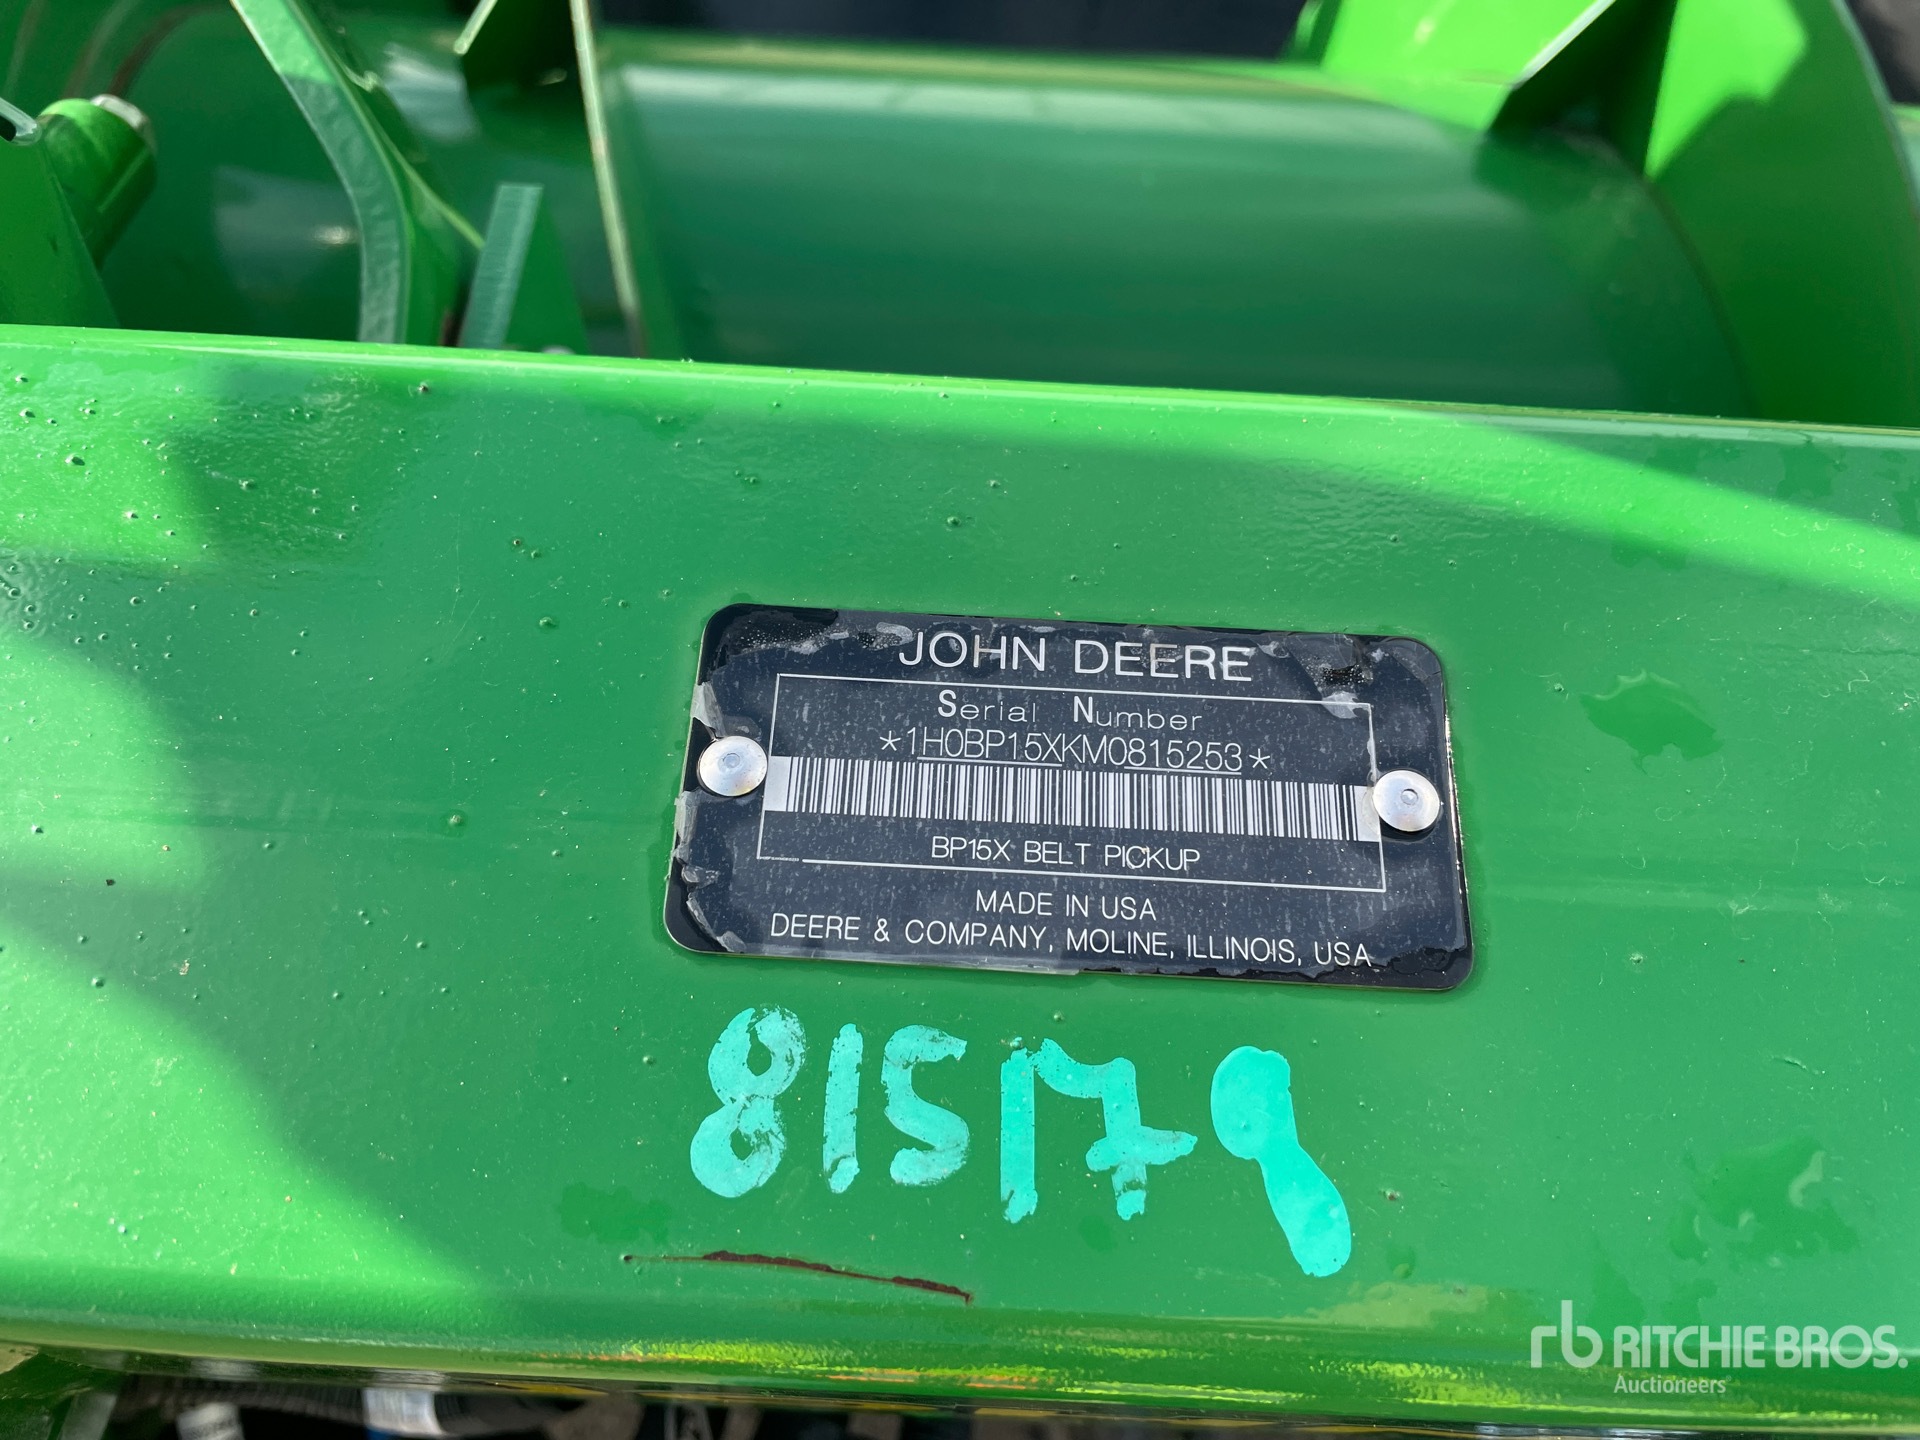 JOHN DEERE
Serial Number
*1H0BP15XKM0815253*
BP15X BELT PICKUP
MADE IN USA
DEERE & COMPANY, MOLINE, ILLINOIS, USA
815179
rb RITCHIE BROS.
Auctioneers